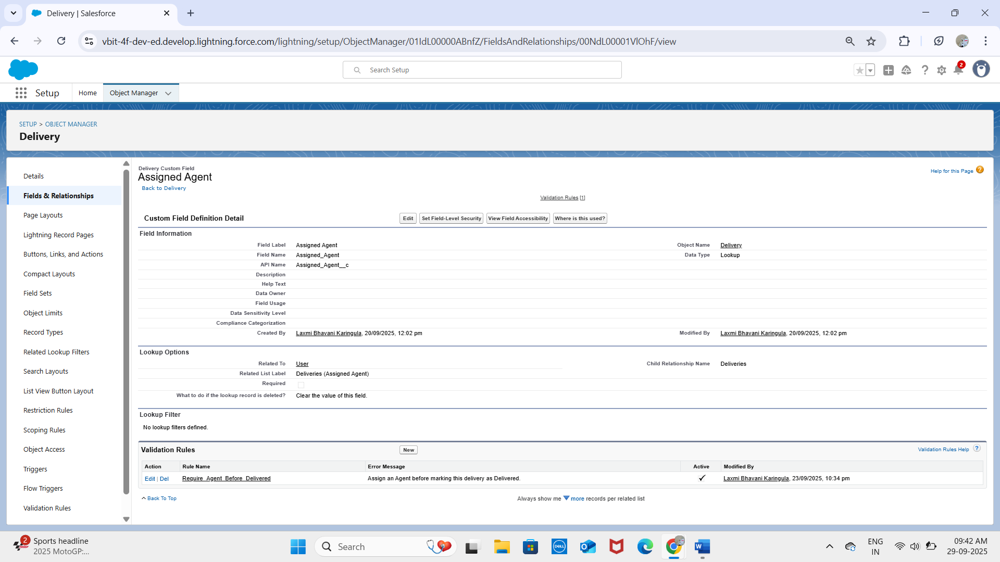 Delivery | Salesforce
vbit-4f-dev-ed.develop.lightning.force.com/lightning/setup/ObjectManager/01IdL00000ABnfZ/FieldsAndRelationships/00NdL00001VlOhF/view
Search Setup
2
Setup
Home
Object Manager
SETUP > OBJECT MANAGER
Delivery
Details
Fields & Relationships
Page Layouts
Lightning Record Pages
Buttons, Links, and Actions
Compact Layouts
Field Sets
Object Limits
Record Types
Related Lookup Filters
Search Layouts
List View Button Layout
Restriction Rules
Scoping Rules
Object Access
Triggers
Flow Triggers
Validation Rules
Delivery Custom Field
Assigned Agent
Back to Delivery
Help for this Page
Validation Rules [1]
Custom Field Definition Detail
Edit Set Field-Level Security View Field Accessibility Where is this used?
Field Information
Field Label Assigned Agent Object Name Delivery
Field Name Assigned_Agent Data Type Lookup
API Name Assigned_Agent__c
Description
Help Text
Data Owner
Field Usage
Data Sensitivity Level
Compliance Categorization
Created By Laxmi Bhavani Karingula, 20/09/2025, 12:02 pm Modified By Laxmi Bhavani Karingula, 20/09/2025, 12:02 pm
Lookup Options
Related To User Child Relationship Name Deliveries
Related List Label Deliveries (Assigned Agent)
Required
What to do if the lookup record is deleted? Clear the value of this field.
Lookup Filter
No lookup filters defined.
Validation Rules New Validation Rules Help ?
Action Rule Name Error Message Active Modified By
Edit | Del Require_Agent_Before_Delivered Assign an Agent before marking this delivery as Delivered. Laxmi Bhavani Karingula, 23/09/2025, 10:34 pm
Back To Top Always show me more records per related list
2
Sports headline
2025 MotoGP:...
Search
DELL
W
ENG
IN
09:42 AM
29-09-2025